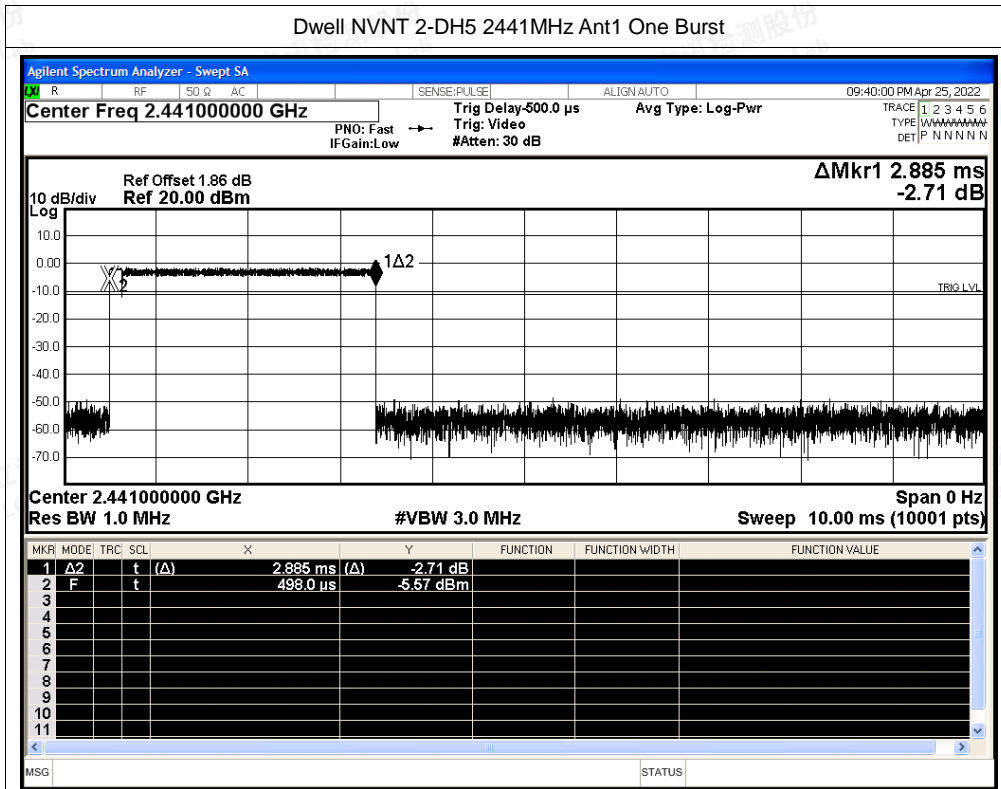 Dwell NVNT 2-DH5 2441MHz Ant1 One Burst
Agilent Spectrum Analyzer - Swept SA
LXI R RF 50 Ω AC SENSE:PULSE ALIGNAUTO 09:40:00 PM Apr 25, 2022
Center Freq 2.441000000 GHz Trig Delay-500.0 µs Avg Type: Log-Pwr TRACE 1 2 3 4 5 6
PNO: Fast Trig: Video TYPE WWWWWW
IFGain:Low #Atten: 30 dB DET P N N N N N
ΔMkr1 2.885 ms
Ref Offset 1.86 dB
10 dB/div Ref 20.00 dBm -2.71 dB
Log
10.0
0.00
1Δ2
2
-10.0
TRIG LVL
-20.0
-30.0
-40.0
-50.0
-60.0
-70.0
Center 2.441000000 GHz Span 0 Hz
Res BW 1.0 MHz #VBW 3.0 MHz Sweep 10.00 ms (10001 pts)
MKR MODE TRC SCL X Y FUNCTION FUNCTION WIDTH FUNCTION VALUE
1 Δ2 t (Δ) 2.885 ms (Δ) -2.71 dB
2 F t 498.0 µs -5.57 dBm
3
4
5
6
7
8
9
10
11
MSG STATUS